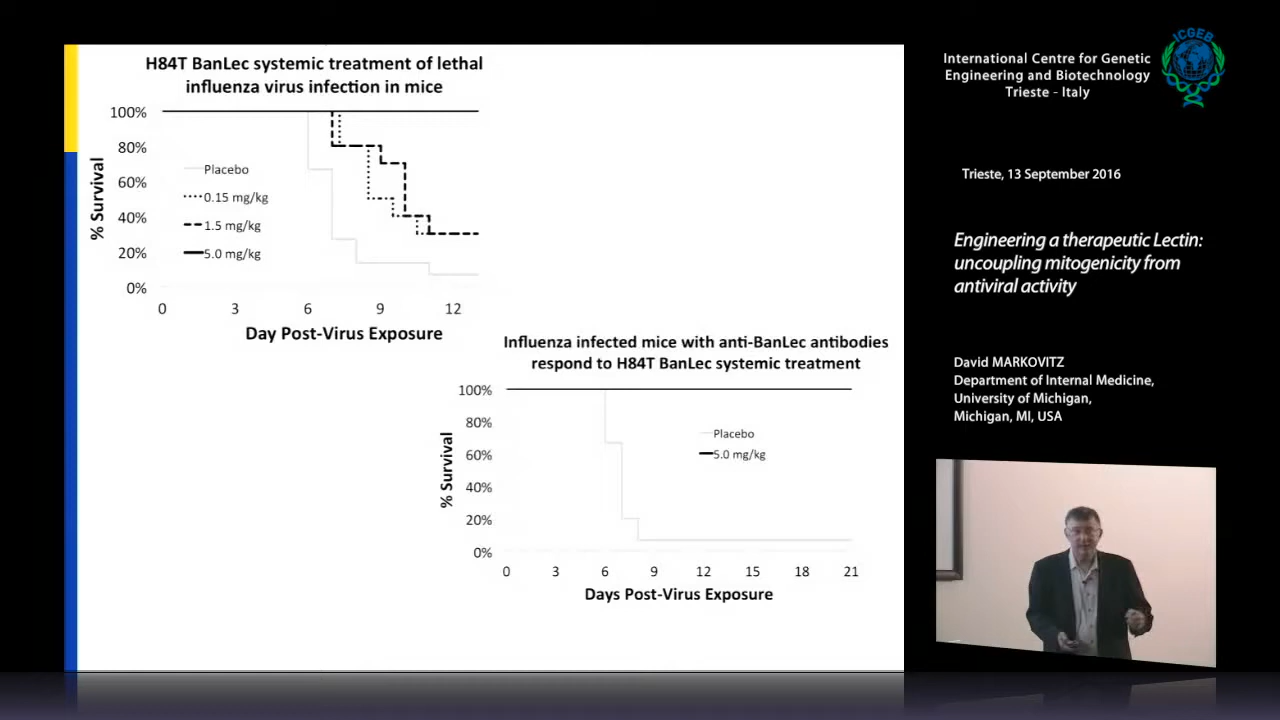 H84T BanLec systemic treatment of lethal
influenza virus infection in mice
100%
80%
60%
40%
20%
0%
% Survival
Placebo
0.15 mg/kg
1.5 mg/kg
5.0 mg/kg
0 3 6 9 12
Day Post-Virus Exposure
Influenza infected mice with anti-BanLec antibodies
respond to H84T BanLec systemic treatment
100%
80%
60%
40%
20%
0%
% Survival
Placebo
5.0 mg/kg
0 3 6 9 12 15 18 21
Days Post-Virus Exposure
International Centre for Genetic
Engineering and Biotechnology
Trieste - Italy
ICGEB
Trieste, 13 September 2016
Engineering a therapeutic Lectin:
uncoupling mitogenicity from
antiviral activity
David MARKOVITZ
Department of Internal Medicine,
University of Michigan,
Michigan, MI, USA